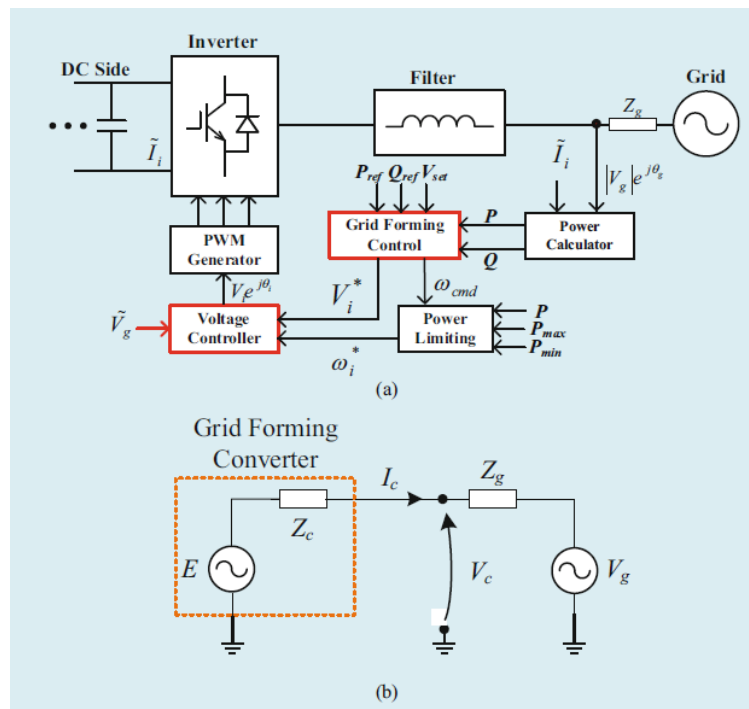 Inverter
DC Side
Filter
Grid
Z_g
Ĩ_i
Ĩ_i
|V_g|e^{jθ_g}
P_ref Q_ref V_set
Grid Forming
Control
P
Q
Power
Calculator
PWM
Generator
V_i e^{jθ_i}
V_i^*
ω_cmd
Ṽ_g
Voltage
Controller
Power
Limiting
P
P_max
P_min
ω_i^*
(a)
Grid Forming
Converter
I_c
Z_g
Z_c
E
V_c
V_g
(b)